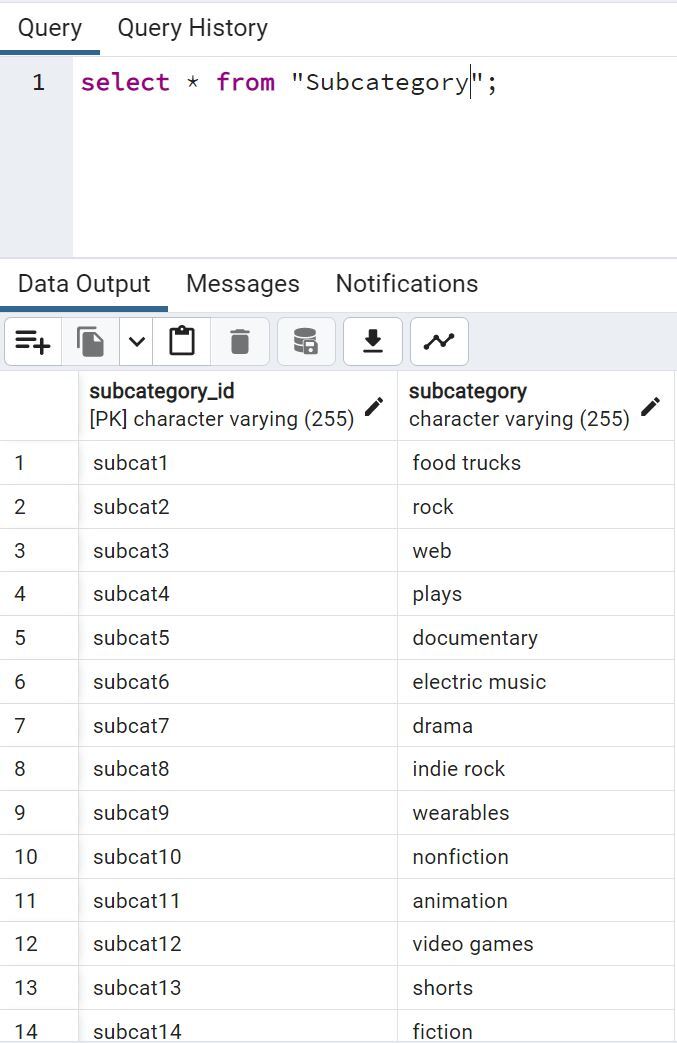 Query Query History
1 select * from "Subcategory";
Data Output Messages Notifications
subcategory_id subcategory
[PK] character varying (255) character varying (255)
1 subcat1 food trucks
2 subcat2 rock
3 subcat3 web
4 subcat4 plays
5 subcat5 documentary
6 subcat6 electric music
7 subcat7 drama
8 subcat8 indie rock
9 subcat9 wearables
10 subcat10 nonfiction
11 subcat11 animation
12 subcat12 video games
13 subcat13 shorts
14 subcat14 fiction